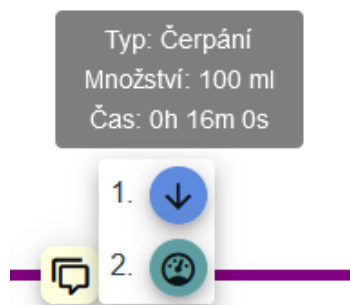 Typ: Čerpání
Množství: 100 ml
Čas: 0h 16m 0s
1.
2.